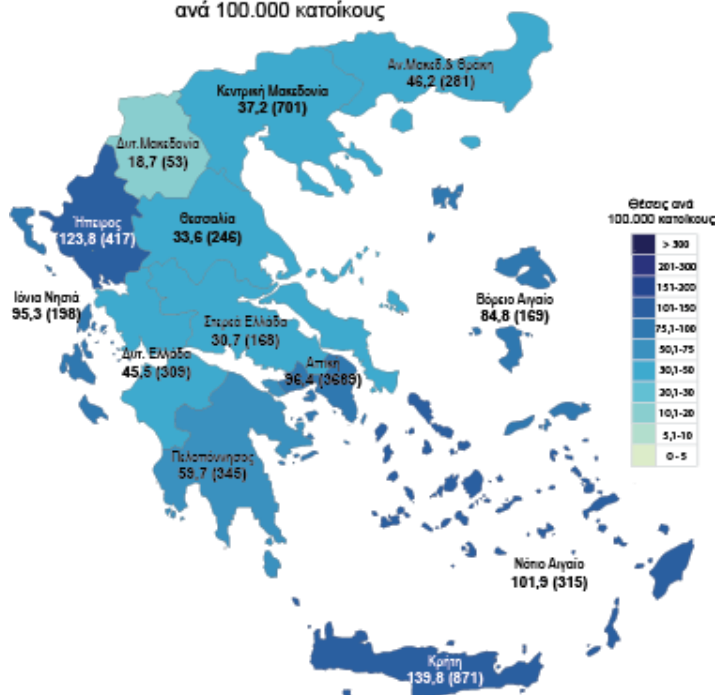 ανά 100.000 κατοίκους
Αν.Μακεδ.& Θράκη
46,2 (281)
Κεντρική Μακεδονία
37,2 (701)
Δυτ.Μακεδονία
18,7 (53)
Ήπειρος
123,8 (417)
Θεσσαλία
33,6 (246)
Θέσεις ανά
100.000 κατοίκους
> 300
201-300
151-200
101-150
75,1-100
50,1-75
30,1-50
20,1-30
10,1-20
5,1-10
0 - 5
Ιόνια Νησιά
95,3 (198)
Βόρειο Αιγαίο
84,8 (169)
Στερεά Ελλάδα
30,7 (168)
Δυτ. Ελλάδα
45,5 (309)
Αττική
96,4 (3689)
Πελοπόννησος
59,7 (345)
Νότιο Αιγαίο
101,9 (315)
Κρήτη
139,8 (871)